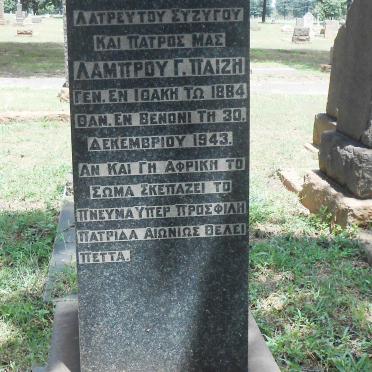 ΛΑΤΡΕΥΤΟΥ ΣΥΖΥΓΟΥ
ΚΑΙ ΠΑΤΡΟΣ ΜΑΣ
ΛΑΜΠΡΟΥ Γ. ΠΑΙΖΗ
ΓΕΝ. ΕΝ ΙΘΑΚΗ ΤΩ 1884
ΘΑΝ. ΕΝ ΒΕΝΟΝΙ ΤΗ 30.
ΔΕΚΕΜΒΡΙΟΥ 1943.
ΑΝ ΚΑΙ ΓΗ ΑΦΡΙΚΗ ΤΟ
ΣΩΜΑ ΣΚΕΠΑΖΕΙ ΤΟ
ΠΝΕΥΜΑ ΥΠΕΡ ΠΡΟΣΦΙΛΗ
ΠΑΤΡΙΔΑ ΑΙΩΝΙΩΣ ΘΕΛΕΙ
ΠΕΤΤΑ.